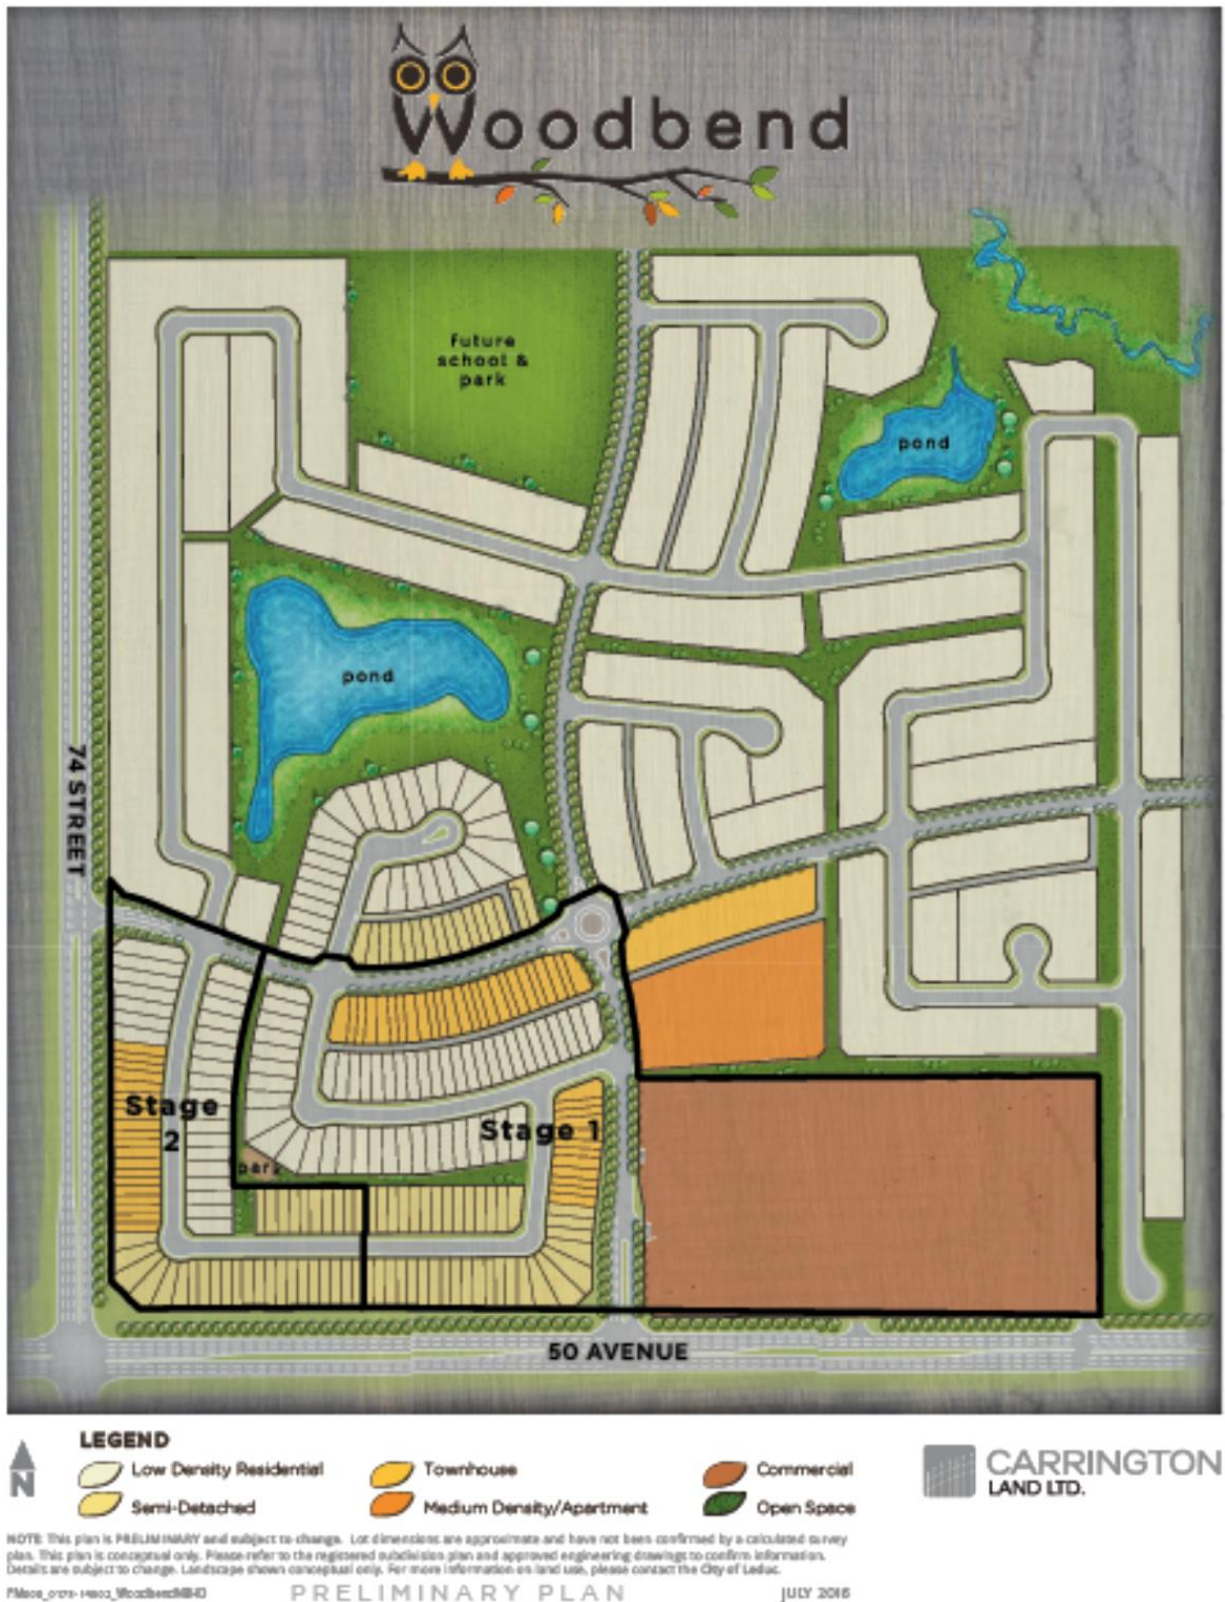 Woodbend
future
school &
park
pond
pond
74 STREET
Stage
2
Stage 1
park
50 AVENUE
LEGEND
Low Density Residential
Semi-Detached
Townhouse
Medium Density/Apartment
Commercial
Open Space
N
CARRINGTON
LAND LTD.
NOTE: This plan is PRELIMINARY and subject to change. Lot dimensions are approximate and have not been confirmed by a calculated survey
plan. This plan is conceptual only. Please refer to the registered subdivision plan and approved engineering drawings to confirm information.
Details are subject to change. Landscape shown conceptual only. For more information on land use, please contact the City of Leduc.
PRELIMINARY PLAN
JULY 2016